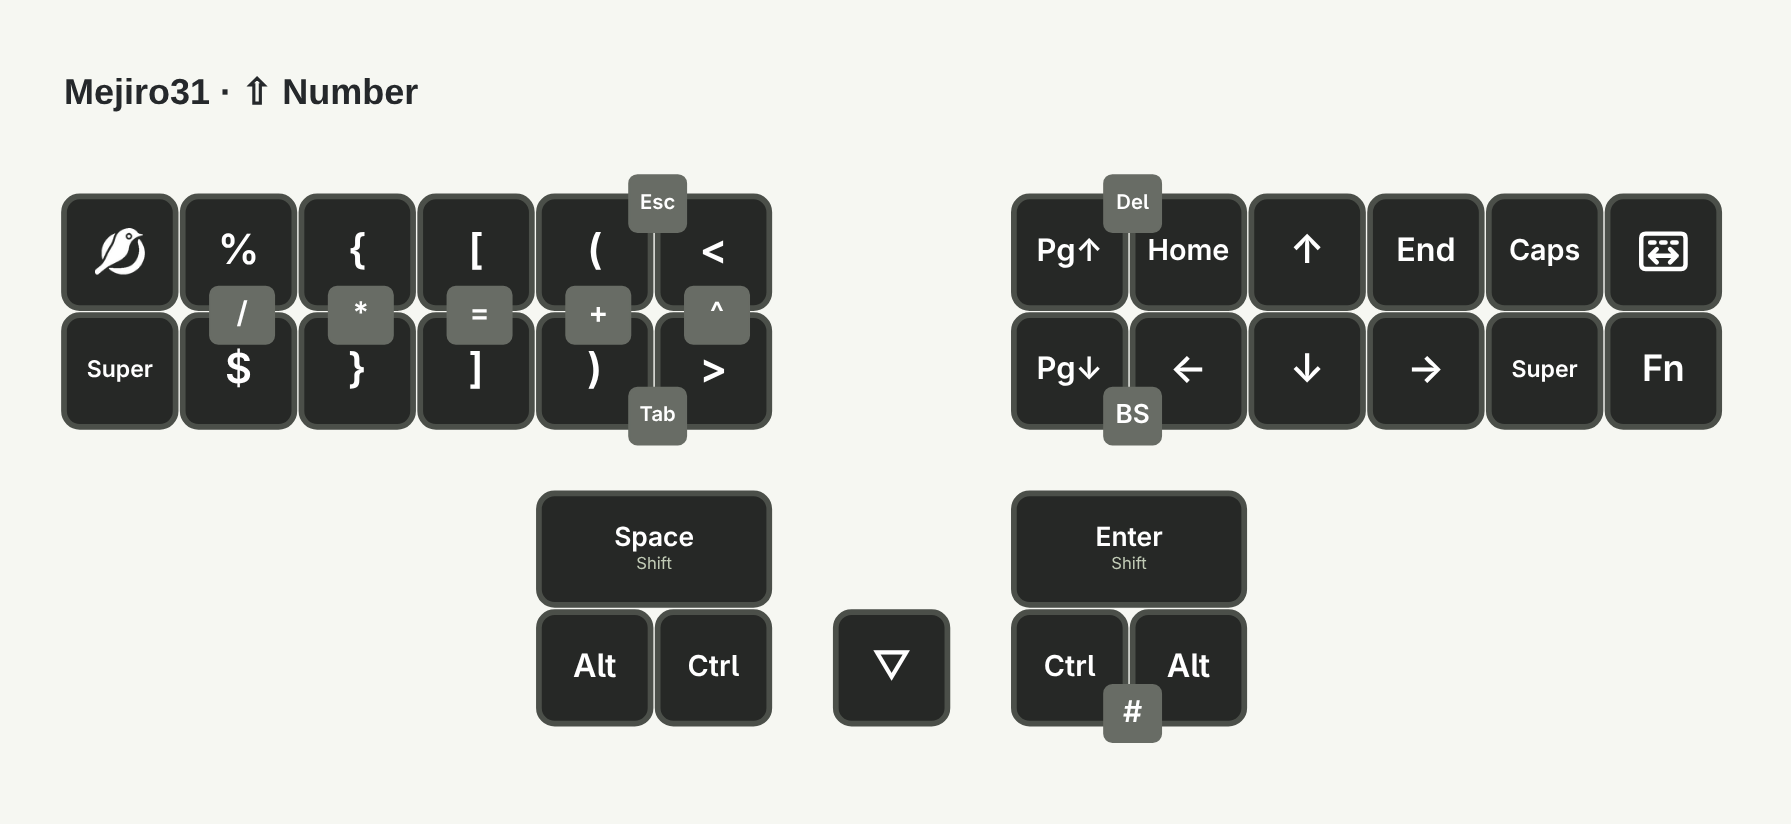 Mejiro31 · ⇧ Number
Esc Del
% { [ ( < Pg↑ Home ↑ End Caps
/ * = + ^
Super $ } ] ) > Pg↓ ← ↓ → Super Fn
Tab BS
Space Enter
Shift Shift
Alt Ctrl ▽ Ctrl Alt
#